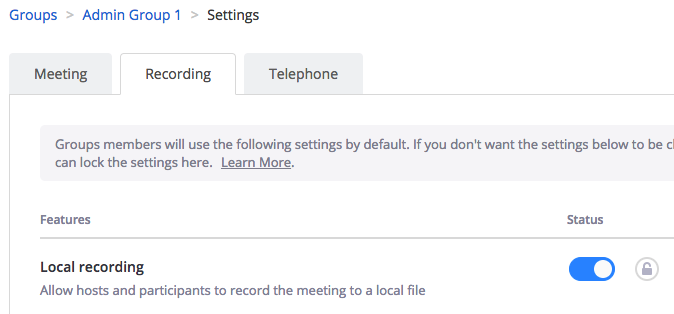 Groups > Admin Group 1 > Settings
Meeting Recording Telephone
Groups members will use the following settings by default. If you don't want the settings below to be
can lock the settings here. Learn More.
Features Status
Local recording
Allow hosts and participants to record the meeting to a local file